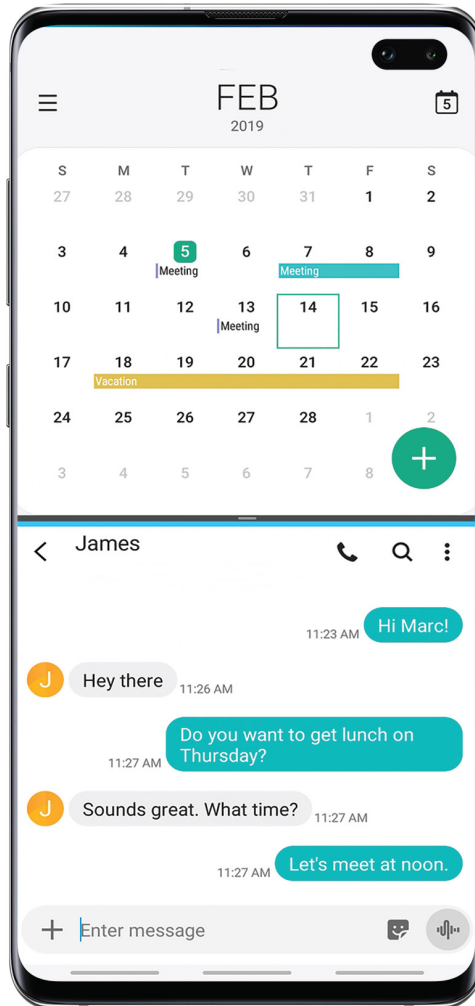 FEB
5
2019
S M T W T F S
27 28 29 30 31 1 2
3 4 5 6 7 8 9
Meeting Meeting
10 11 12 13 14 15 16
Meeting
17 18 19 20 21 22 23
Vacation
24 25 26 27 28 1 2
3 4 5 6 7 8
James
Hi Marc!
11:23 AM
J Hey there
11:26 AM
Do you want to get lunch on
Thursday?
11:27 AM
J Sounds great. What time?
11:27 AM
Let's meet at noon.
11:27 AM
Enter message